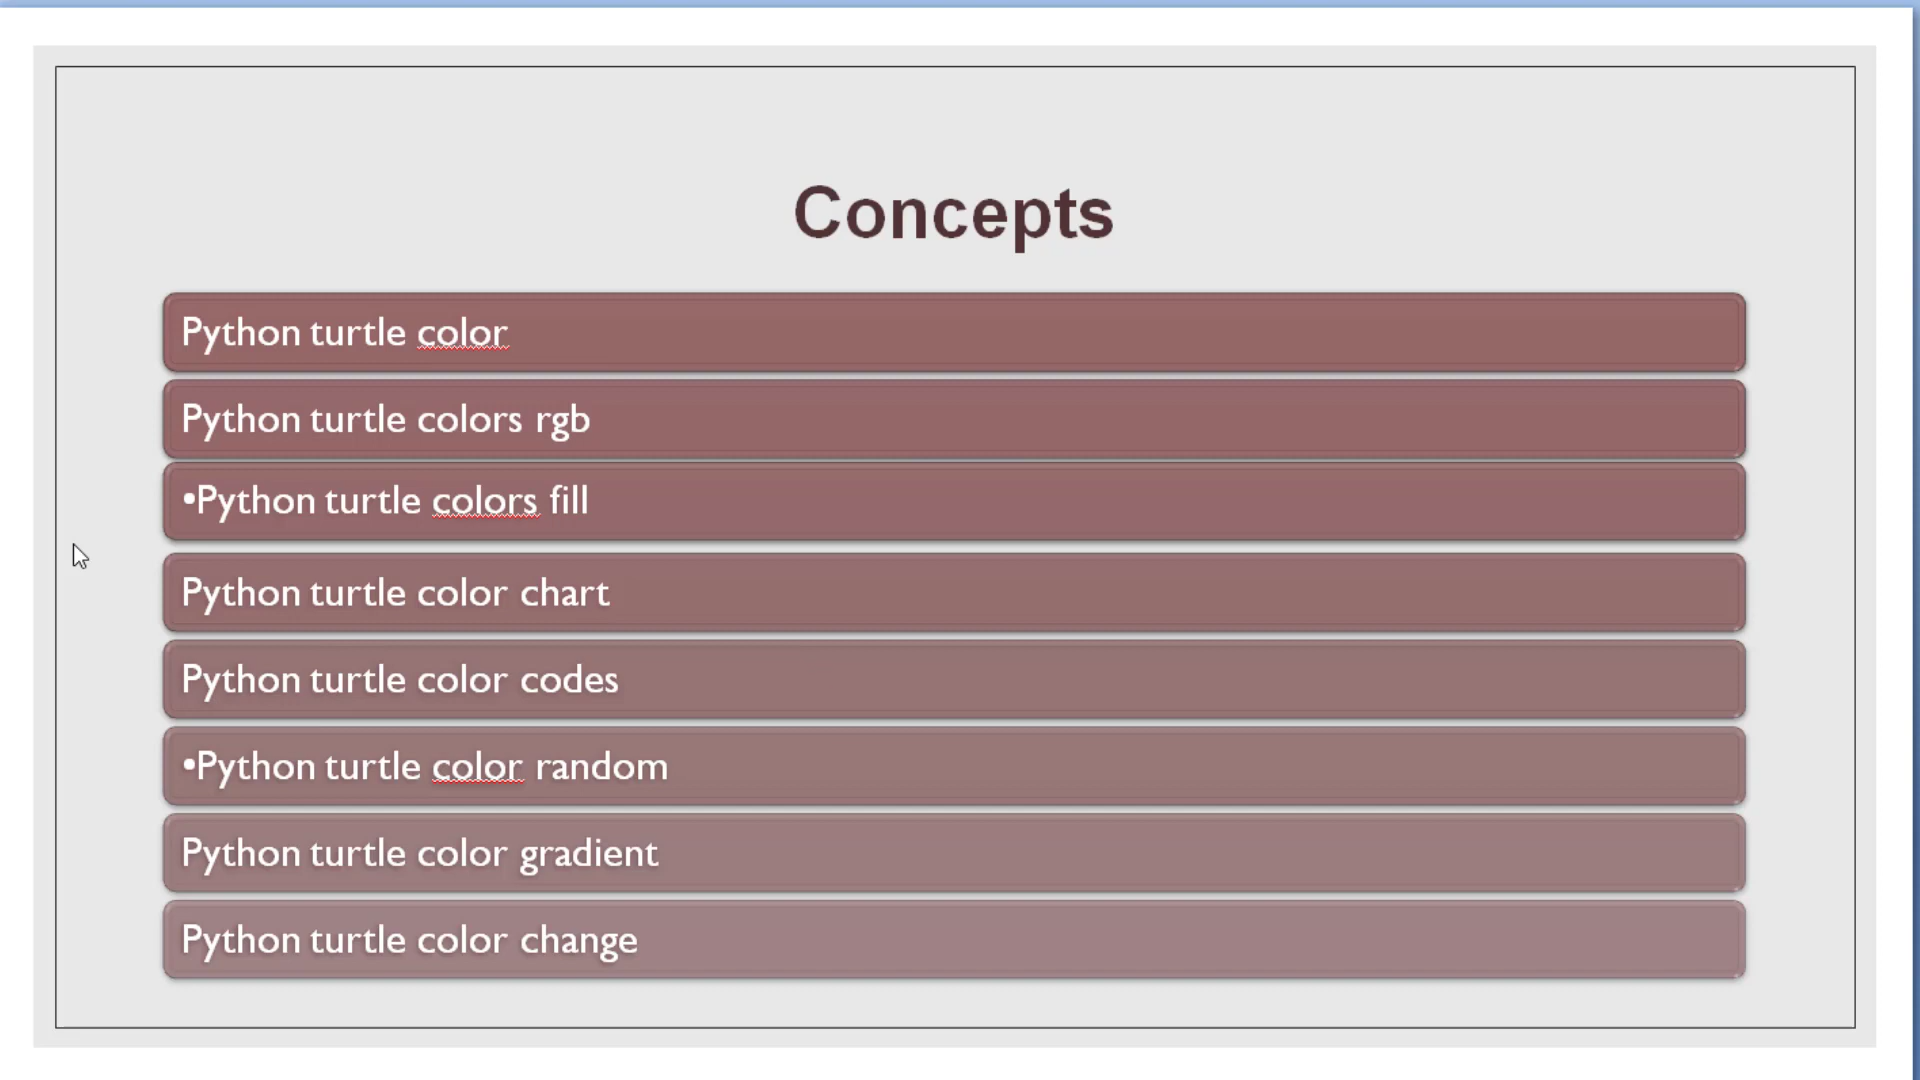 Concepts
Python turtle color
Python turtle colors rgb
•Python turtle colors fill
Python turtle color chart
Python turtle color codes
•Python turtle color random
Python turtle color gradient
Python turtle color change